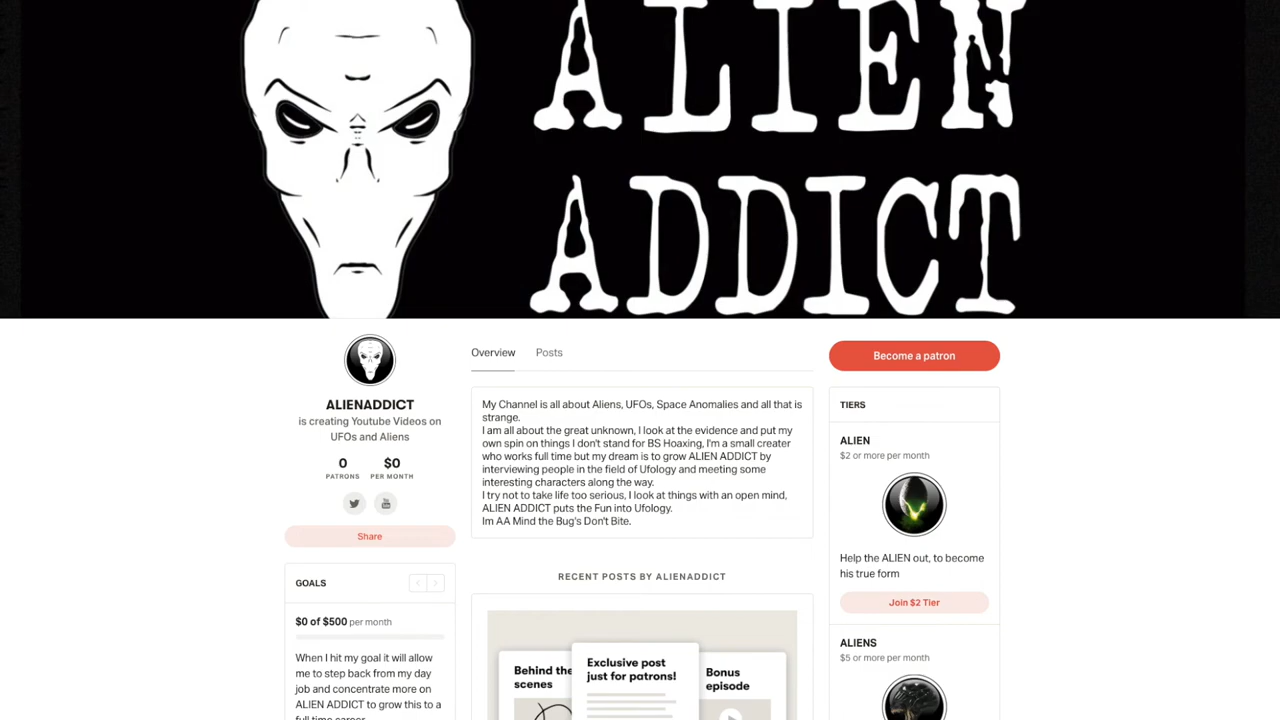 ALIEN
ADDICT
ALIENADDICT
is creating Youtube Videos on
UFOs and Aliens
0
PATRONS
$0
PER MONTH
Share
GOALS
$0 of $500 per month
When I hit my goal it will allow
me to step back from my day
job and concentrate more on
ALIEN ADDICT to grow this to a
full time career
Overview
Posts
My Channel is all about Aliens, UFOs, Space Anomalies and all that is
strange.
I am all about the great unknown, I look at the evidence and put my
own spin on things I don't stand for BS Hoaxing, I'm a small creater
who works full time but my dream is to grow ALIEN ADDICT by
interviewing people in the field of Ufology and meeting some
interesting characters along the way.
I try not to take life too serious, I look at things with an open mind,
ALIEN ADDICT puts the Fun into Ufology.
Im AA Mind the Bug's Don't Bite.
RECENT POSTS BY ALIENADDICT
Behind the
scenes
Exclusive post
just for patrons!
Bonus
episode
Become a patron
TIERS
ALIEN
$2 or more per month
Help the ALIEN out, to become
his true form
Join $2 Tier
ALIENS
$5 or more per month